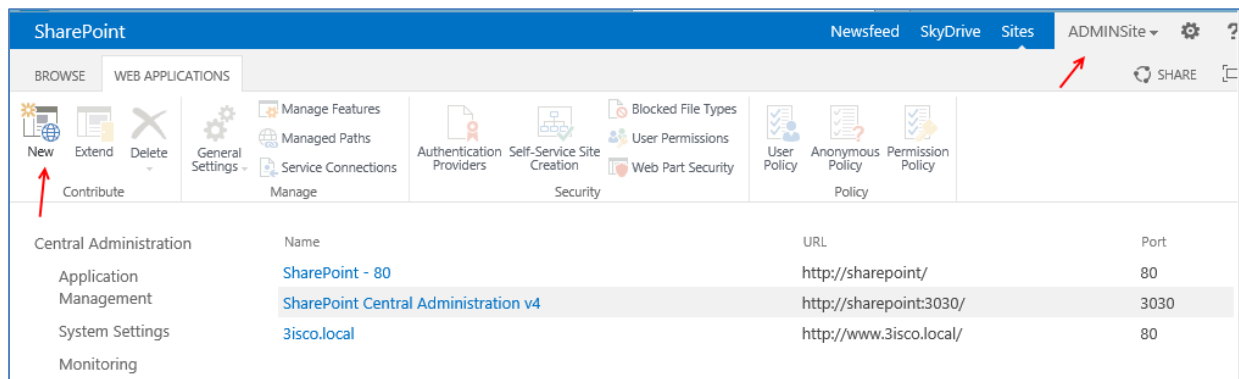 SharePoint
Newsfeed SkyDrive Sites ADMINSite ?
BROWSE WEB APPLICATIONS SHARE
New
Extend
Delete
Contribute
General
Settings
Manage Features
Managed Paths
Service Connections
Manage
Authentication
Providers
Self-Service Site
Creation
Blocked File Types
User Permissions
Web Part Security
Security
User
Policy
Anonymous
Policy
Permission
Policy
Policy
Central Administration
Application
Management
System Settings
Monitoring
Name URL Port
SharePoint - 80 http://sharepoint/ 80
SharePoint Central Administration v4 http://sharepoint:3030/ 3030
3isco.local http://www.3isco.local/ 80